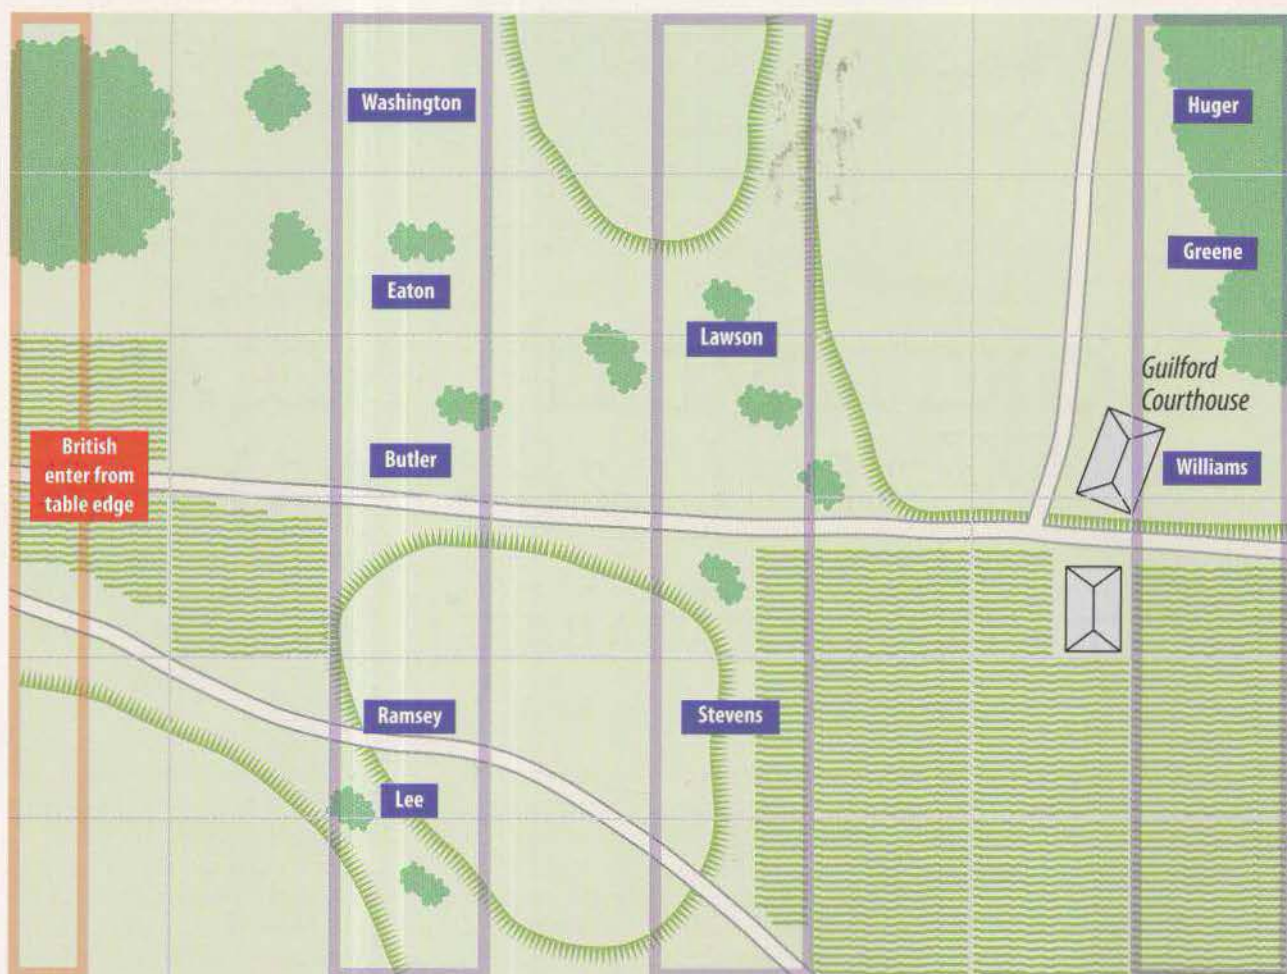 Washington
Huger
Greene
Eaton
Lawson
Guilford
Courthouse
British
enter from
table edge
Butler
Williams
Ramsey
Stevens
Lee